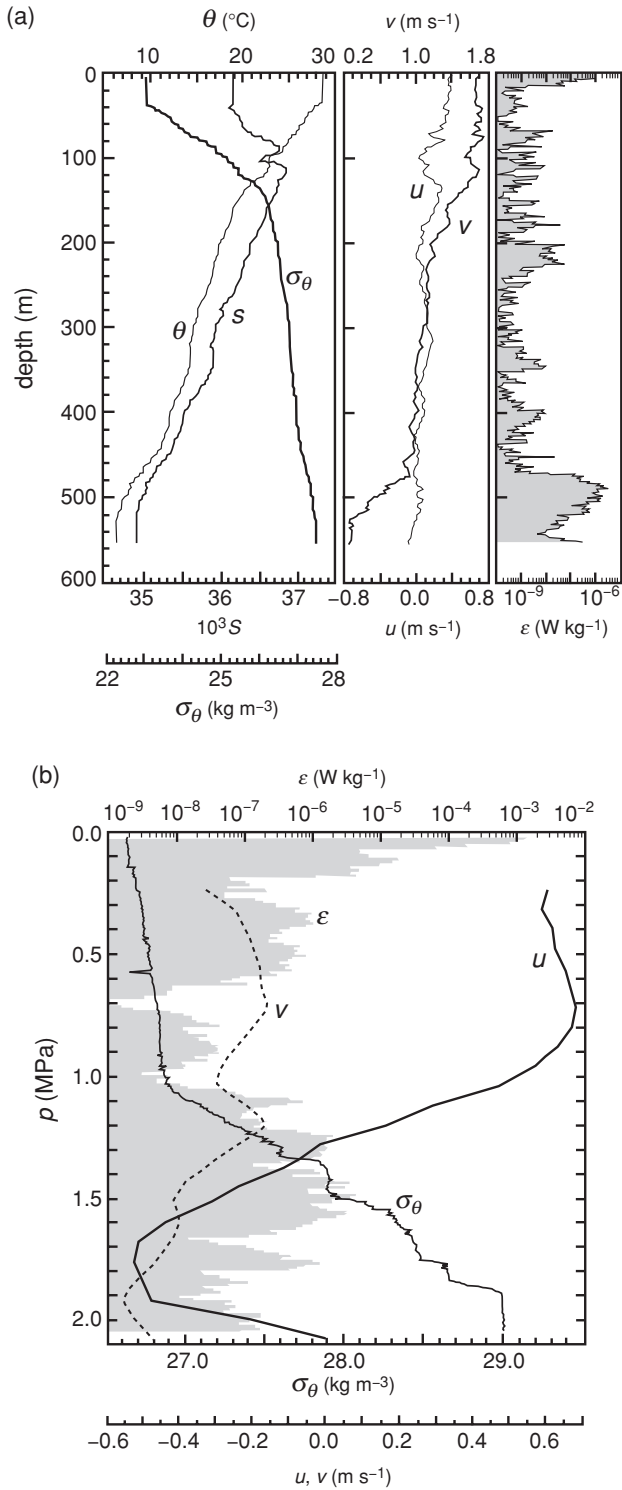 (a)
θ (°C)
10 20 30
v (m s⁻¹)
0.2 1.0 1.8
depth (m)
0
100
200
300
400
500
600
θ
s
σθ
u
v
35 36 37
10³S
−0.8 0.0 0.8
u (m s⁻¹)
10⁻⁹ 10⁻⁶
ε (W kg⁻¹)
22 25 26 27 28
σθ (kg m⁻³)
(b)
ε (W kg⁻¹)
10⁻⁹ 10⁻⁸ 10⁻⁷ 10⁻⁶ 10⁻⁵ 10⁻⁴ 10⁻³ 10⁻²
p (MPa)
0.0
0.5
1.0
1.5
2.0
ε
u
v
σθ
27.0 28.0 29.0
σθ (kg m⁻³)
−0.6 −0.4 −0.2 0.0 0.2 0.4 0.6
u, v (m s⁻¹)